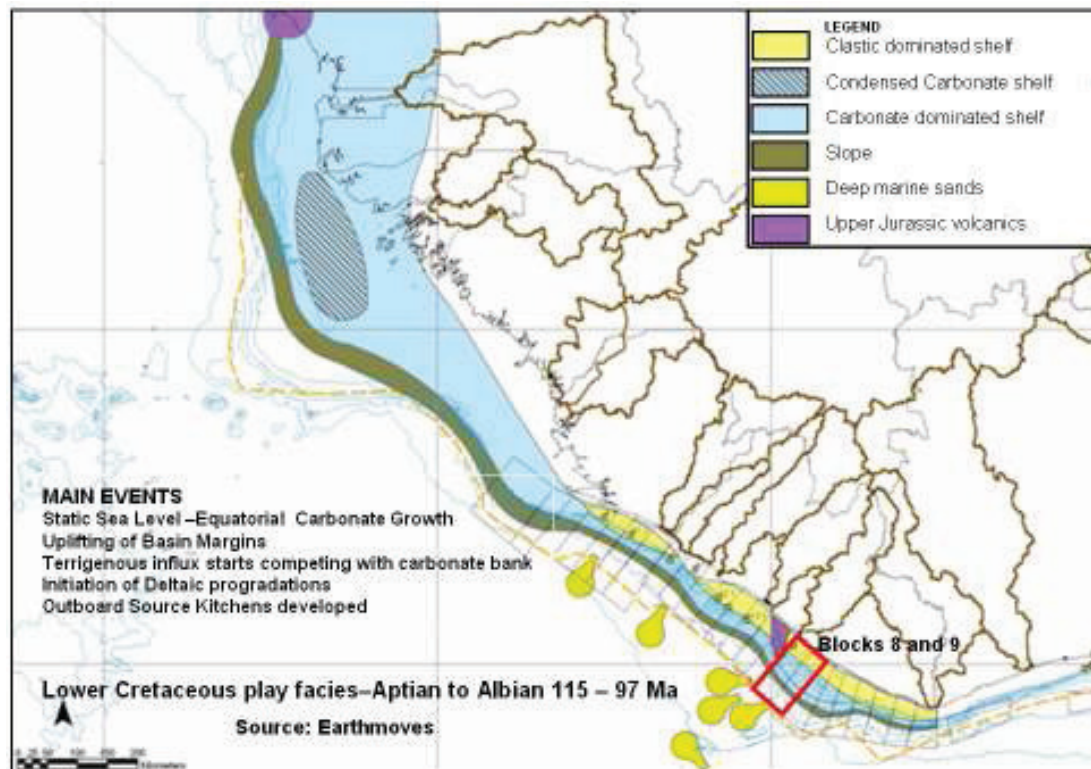 LEGEND
Clastic dominated shelf
Condensed Carbonate shelf
Carbonate dominated shelf
Slope
Deep marine sands
Upper Jurassic volcanics
MAIN EVENTS
Static Sea Level –Equatorial Carbonate Growth
Uplifting of Basin Margins
Terrigenous influx starts competing with carbonate bank
Initiation of Deltaic progradations
Outboard Source Kitchens developed
Blocks 8 and 9
Lower Cretaceous play facies–Aptian to Albian 115 – 97 Ma
Source: Earthmoves